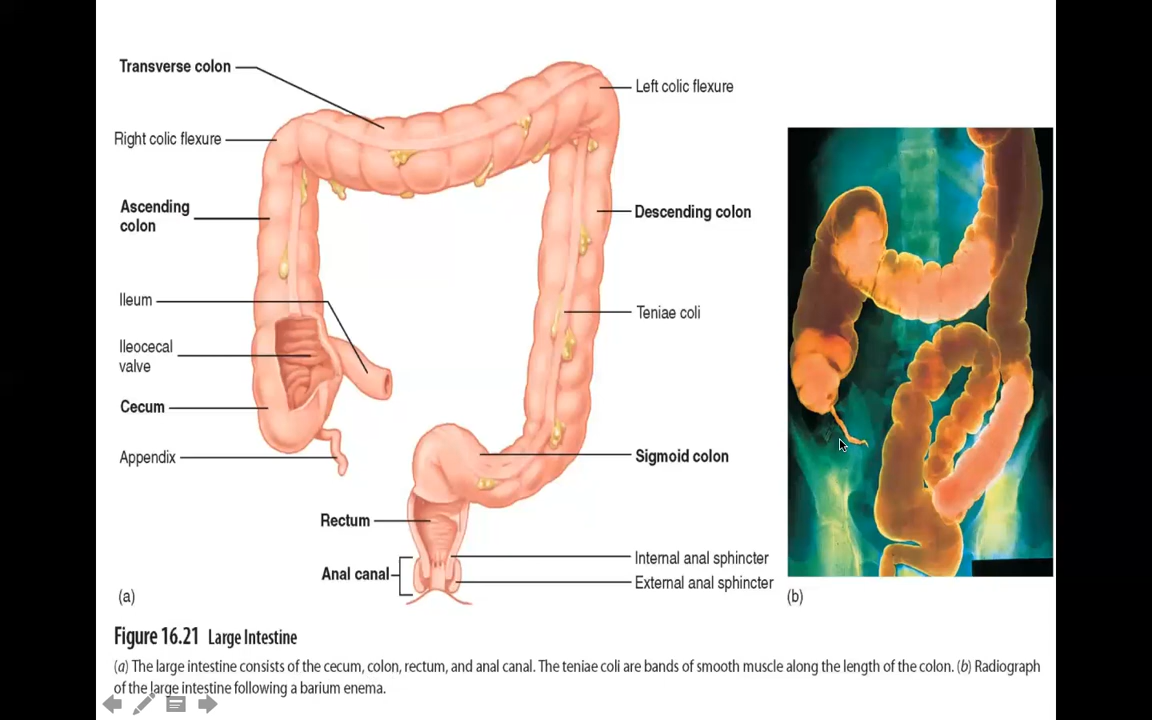 Transverse colon
Left colic flexure
Right colic flexure
Ascending
colon
Descending colon
Ileum
Teniae coli
Ileocecal
valve
Cecum
Appendix
Sigmoid colon
Rectum
Internal anal sphincter
Anal canal
External anal sphincter
(a)
(b)
Figure 16.21 Large Intestine
(a) The large intestine consists of the cecum, colon, rectum, and anal canal. The teniae coli are bands of smooth muscle along the length of the colon. (b) Radiograph
of the large intestine following a barium enema.